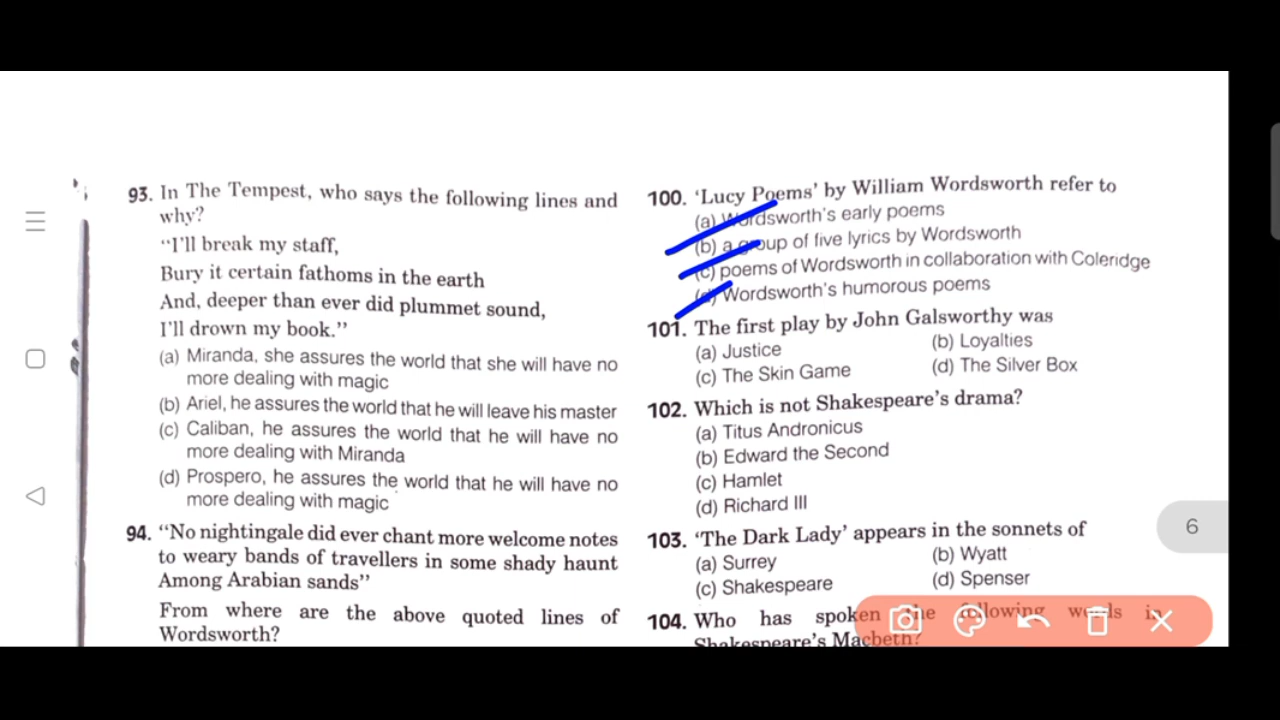 93. In The Tempest, who says the following lines and
why?
"I'll break my staff,
Bury it certain fathoms in the earth
And, deeper than ever did plummet sound,
I'll drown my book."
(a) Miranda, she assures the world that she will have no
more dealing with magic
(b) Ariel, he assures the world that he will leave his master
(c) Caliban, he assures the world that he will have no
more dealing with Miranda
(d) Prospero, he assures the world that he will have no
more dealing with magic
94. "No nightingale did ever chant more welcome notes
to weary bands of travellers in some shady haunt
Among Arabian sands"
From where are the above quoted lines of
Wordsworth?
100. 'Lucy Poems' by William Wordsworth refer to
(a) Wordsworth's early poems
(b) a group of five lyrics by Wordsworth
(c) poems of Wordsworth in collaboration with Coleridge
(d) Wordsworth's humorous poems
101. The first play by John Galsworthy was
(a) Justice (b) Loyalties
(c) The Skin Game (d) The Silver Box
102. Which is not Shakespeare's drama?
(a) Titus Andronicus
(b) Edward the Second
(c) Hamlet
(d) Richard III
103. 'The Dark Lady' appears in the sonnets of
(a) Surrey (b) Wyatt
(c) Shakespeare (d) Spenser
104. Who has spoken the following words in
Shakespeare's Macbeth?
6